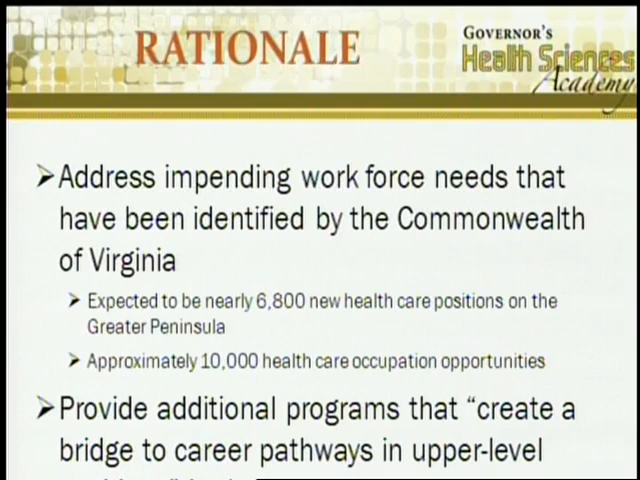 RATIONALE
GOVERNOR'S
Health Sciences
Academy
➤Address impending work force needs that
have been identified by the Commonwealth
of Virginia
➤ Expected to be nearly 6,800 new health care positions on the
Greater Peninsula
➤ Approximately 10,000 health care occupation opportunities
➤Provide additional programs that “create a
bridge to career pathways in upper-level